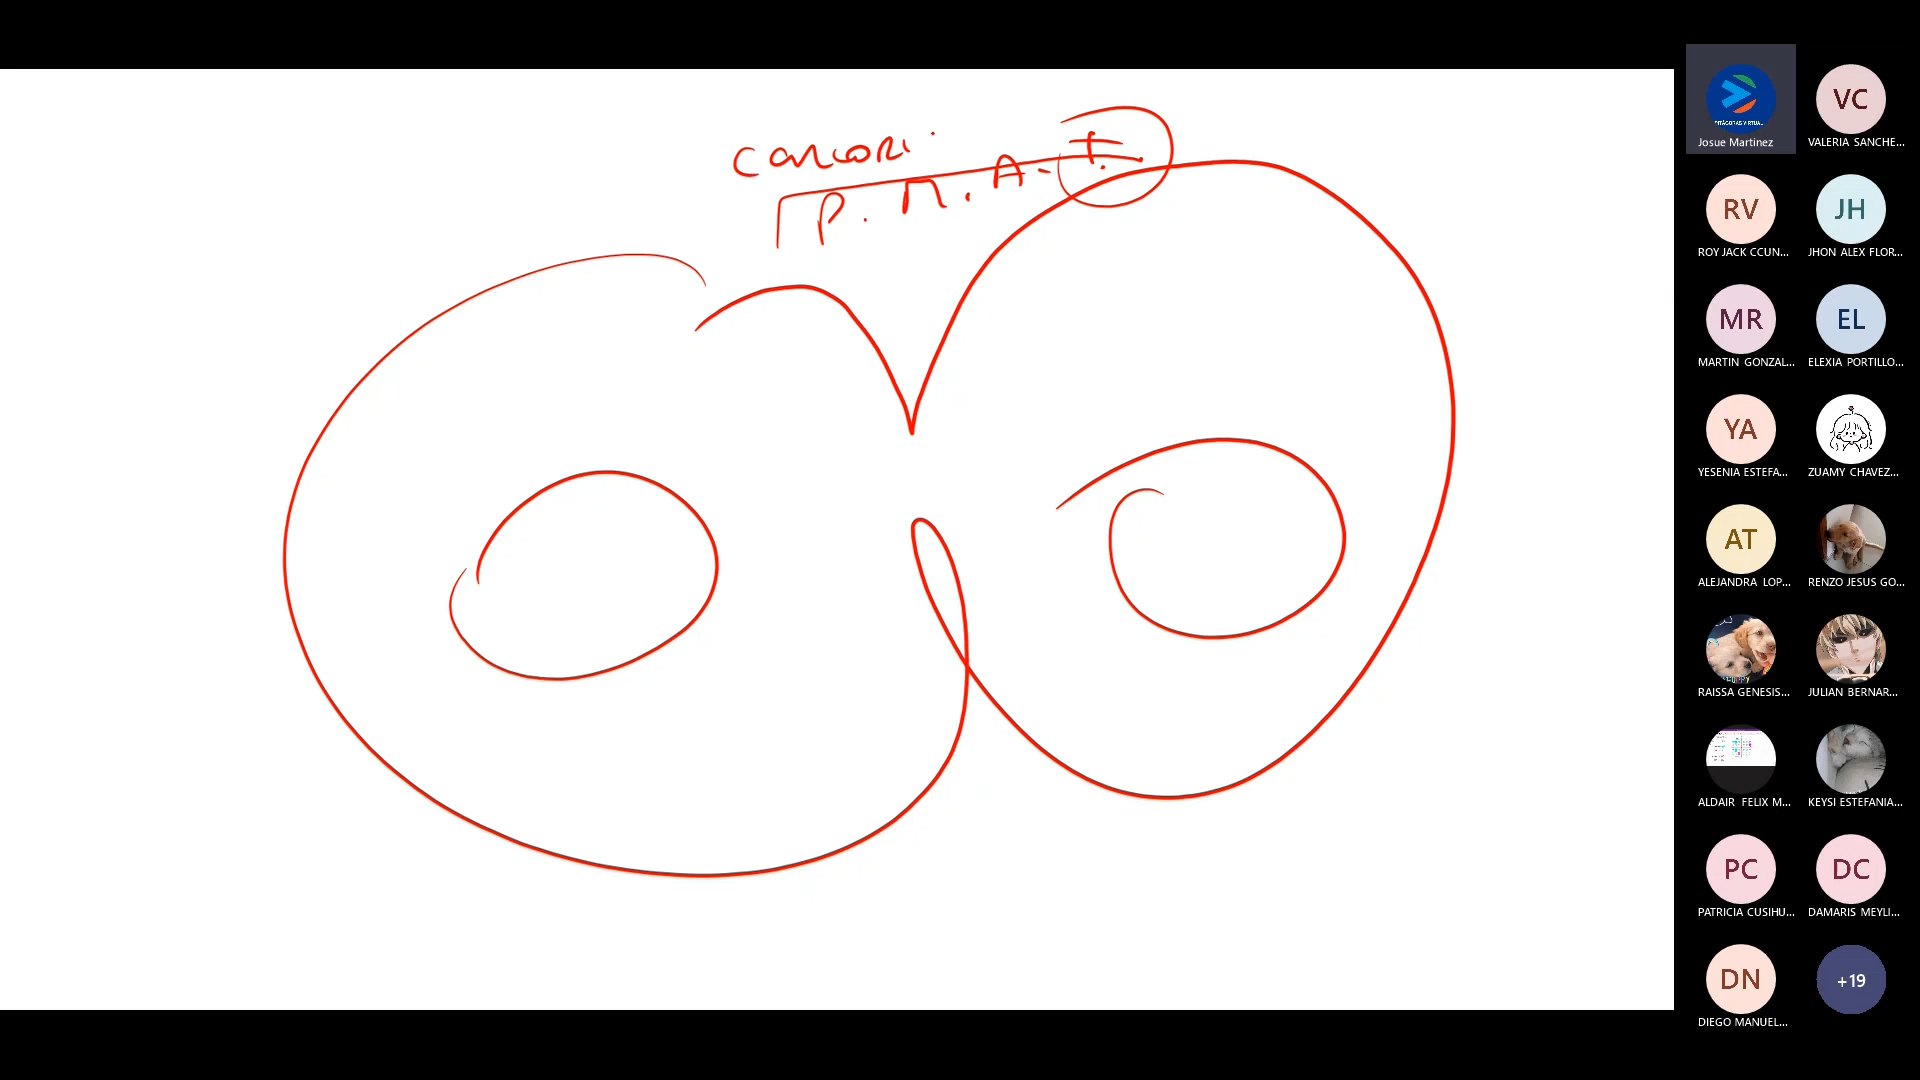 P. M. A. T.
PITÁGORAS VIRTUAL
Josue Martinez
VC
VALERIA SANCHE...
RV
ROY JACK CCUN...
JH
JHON ALEX FLOR...
MR
MARTIN GONZAL...
EL
ELEXIA PORTILLO...
YA
YESENIA ESTEFA...
ZUAMY CHAVEZ...
AT
ALEJANDRA LOP...
RENZO JESUS GO...
RAISSA GENESIS...
JULIAN BERNAR...
ALDAIR FELIX M...
KEYSI ESTEFANIA...
PC
PATRICIA CUSIHU...
DC
DAMARIS MEYLI...
DN
DIEGO MANUEL...
+19